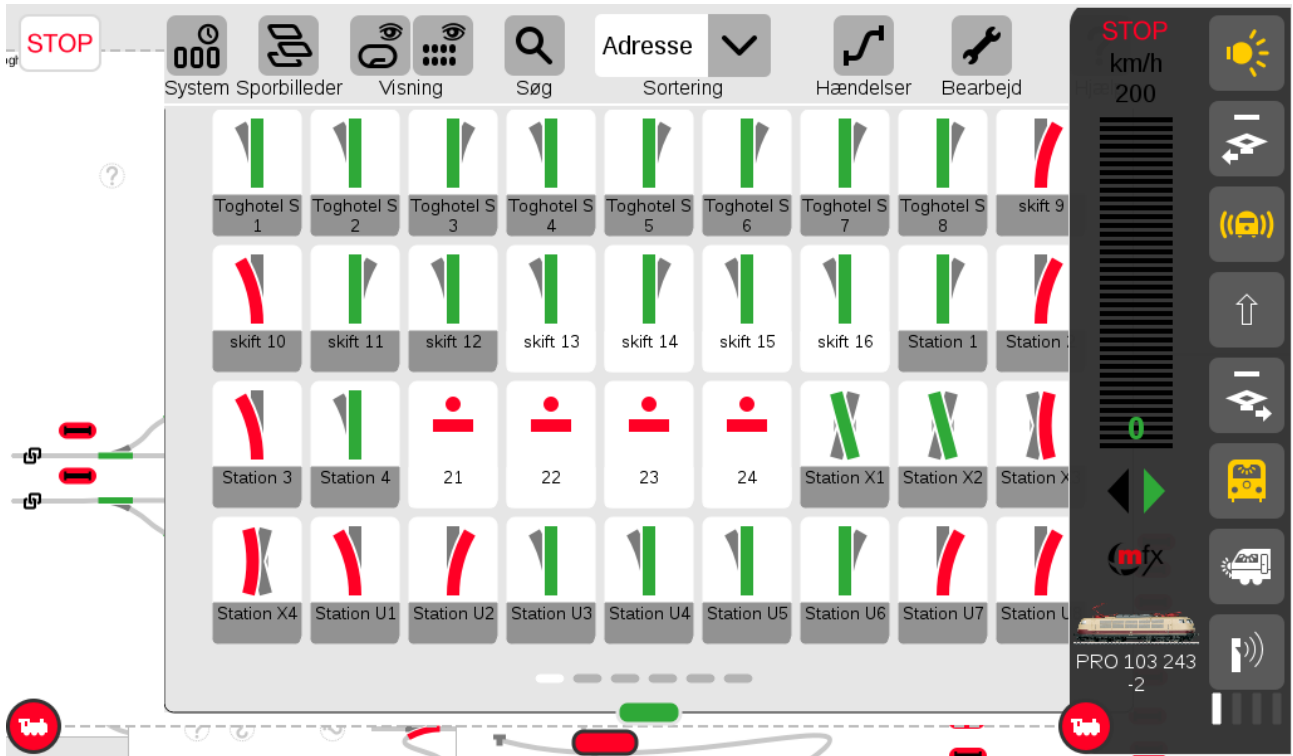 STOP
System Sporbilleder
Visning
Søg
Adresse
Sortering
Hændelser
Bearbejd
STOP
km/h
200
Toghotel S 1
Toghotel S 2
Toghotel S 3
Toghotel S 4
Toghotel S 5
Toghotel S 6
Toghotel S 7
Toghotel S 8
skift 9
skift 10
skift 11
skift 12
skift 13
skift 14
skift 15
skift 16
Station 1
Station
Station 3
Station 4
21
22
23
24
Station X1
Station X2
Station X
Station X4
Station U1
Station U2
Station U3
Station U4
Station U5
Station U6
Station U7
Station U
0
mfx
PRO 103 243
-2